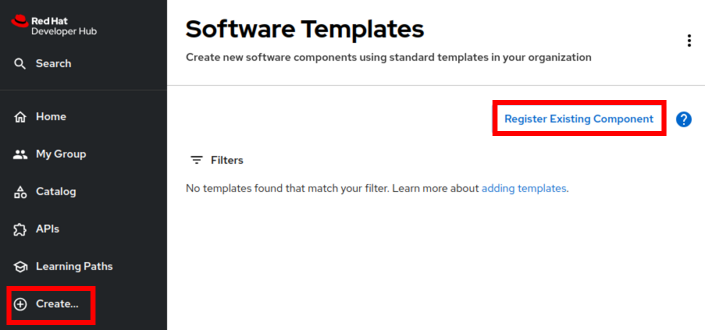 Red Hat
Developer Hub
Search
Home
My Group
Catalog
APIs
Learning Paths
Create...
Software Templates
Create new software components using standard templates in your organization
Register Existing Component
?
Filters
No templates found that match your filter. Learn more about adding templates.